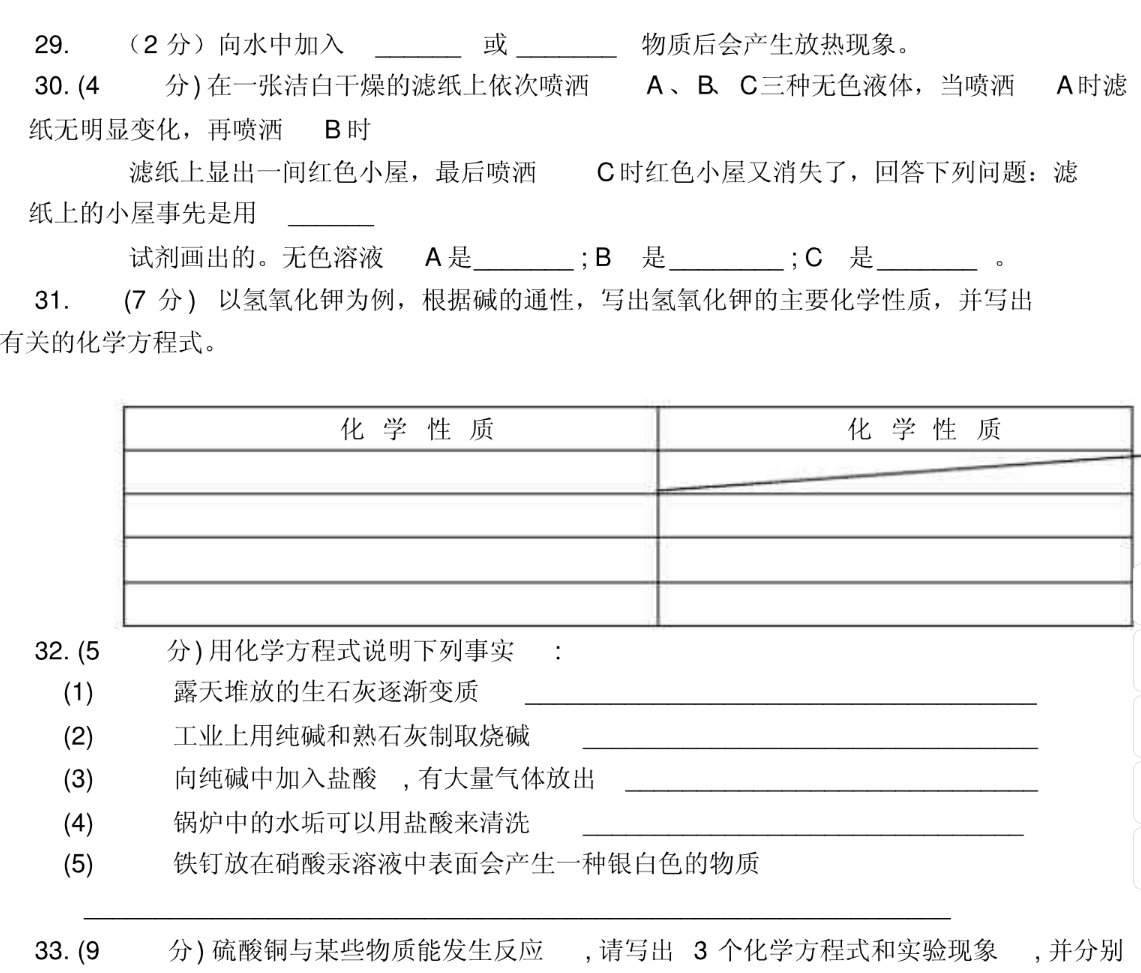 29. （2 分）向水中加入 ______ 或 ______ 物质后会产生放热现象。
30. (4 分) 在一张洁白干燥的滤纸上依次喷洒 A 、 B、 C 三种无色液体，当喷洒 A 时滤
纸无明显变化，再喷洒 B 时
滤纸上显出一间红色小屋，最后喷洒 C 时红色小屋又消失了，回答下列问题：滤
纸上的小屋事先是用 ______
试剂画出的。无色溶液 A 是_______ ; B 是________ ; C 是_______ 。
31. (7 分) 以氢氧化钾为例，根据碱的通性，写出氢氧化钾的主要化学性质，并写出
有关的化学方程式。
化 学 性 质 化 学 性 质
32. (5 分) 用化学方程式说明下列事实 :
(1) 露天堆放的生石灰逐渐变质 ______
(2) 工业上用纯碱和熟石灰制取烧碱 ______
(3) 向纯碱中加入盐酸 , 有大量气体放出 ______
(4) 锅炉中的水垢可以用盐酸来清洗 ______
(5) 铁钉放在硝酸汞溶液中表面会产生一种银白色的物质
______
33. (9 分) 硫酸铜与某些物质能发生反应 , 请写出 3 个化学方程式和实验现象 , 并分别